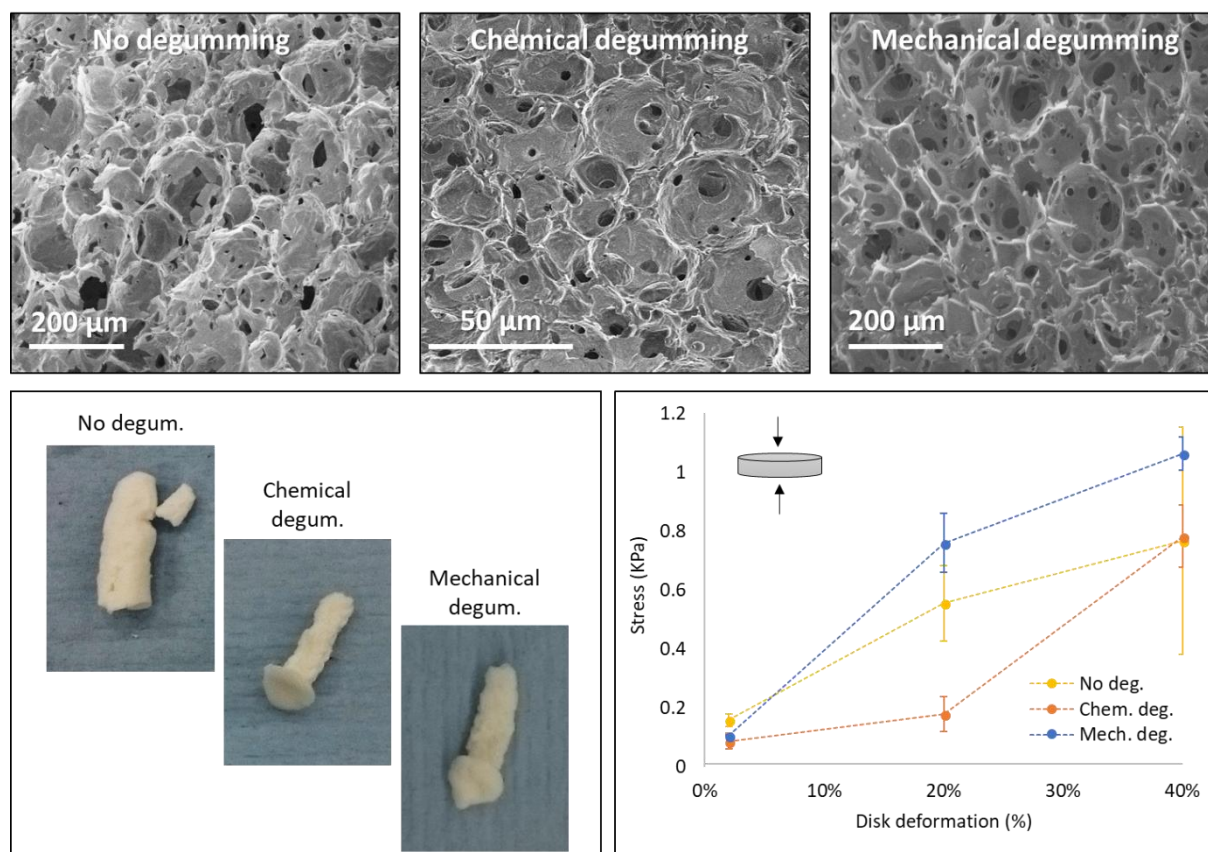 No degumming
Chemical degumming
Mechanical degumming
200 µm
50 µm
200 µm
No degum.
Chemical
degum.
Mechanical
degum.
1.2
1
0.8
0.6
0.4
0.2
0
Stress (KPa)
No deg.
Chem. deg.
Mech. deg.
0%
10%
20%
30%
40%
Disk deformation (%)